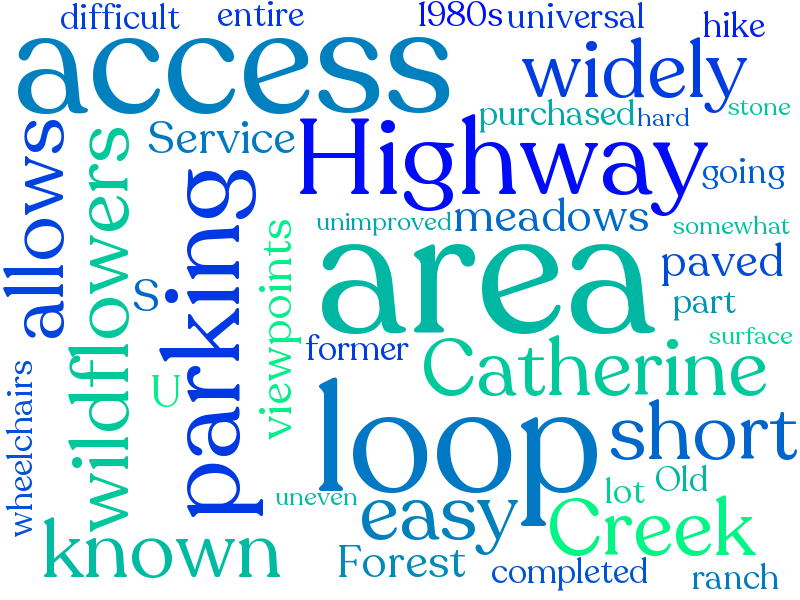 difficult
entire
1980s
universal
hike
access
widely
purchased
hard
stone
allows
wildflowers
Service
Highway
going
parking
viewpoints
unimproved
meadows
somewhat
S
area
paved
part
surface
former
Catherine
U
wheelchairs
loop
short
uneven
easy
lot
Old
Creek
known
Forest
completed
ranch